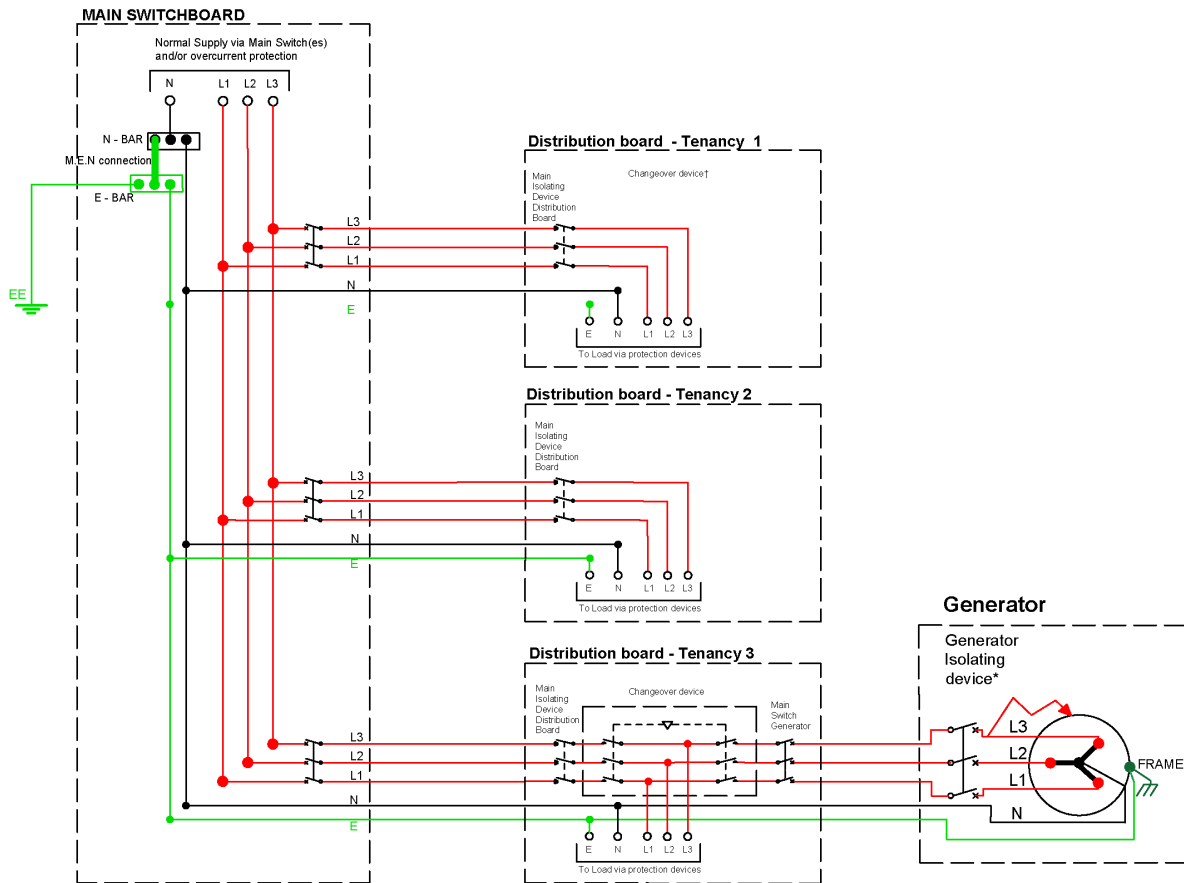 MAIN SWITCHBOARD
Normal Supply via Main Switch(es)
and/or overcurrent protection
N
L1
L2
L3
N - BAR
M.E.N connection
E - BAR
EE
L3
L2
L1
N
E
Distribution board - Tenancy 1
Main
Isolating
Device
Distribution
Board
Changeover device†
E
N
L1
L2
L3
To Load via protection devices
L3
L2
L1
N
E
Distribution board - Tenancy 2
Main
Isolating
Device
Distribution
Board
E
N
L1
L2
L3
To Load via protection devices
L3
L2
L1
N
E
Distribution board - Tenancy 3
Main
Isolating
Device
Distribution
Board
Changeover device
Main
Switch
Generator
E
N
L1
L2
L3
To Load via protection devices
Generator
Generator
Isolating
device*
L3
L2
L1
N
FRAME